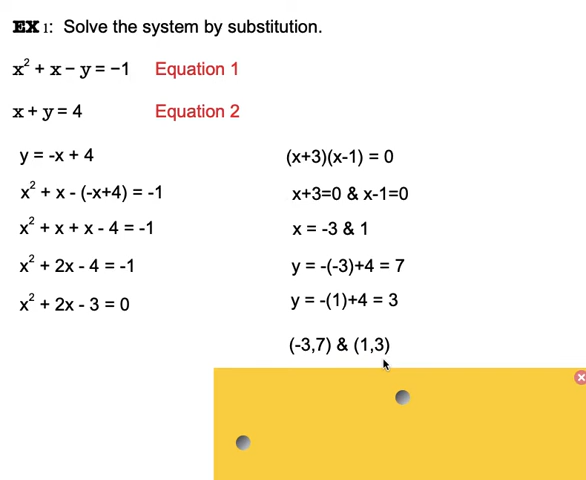 EX 1: Solve the system by substitution.
x² + x – y = –1 Equation 1
x + y = 4 Equation 2
y = -x + 4
x² + x - (-x+4) = -1
x² + x + x - 4 = -1
x² + 2x - 4 = -1
x² + 2x - 3 = 0
(x+3)(x-1) = 0
x+3=0 & x-1=0
x = -3 & 1
y = -(-3)+4 = 7
y = -(1)+4 = 3
(-3,7) & (1,3)